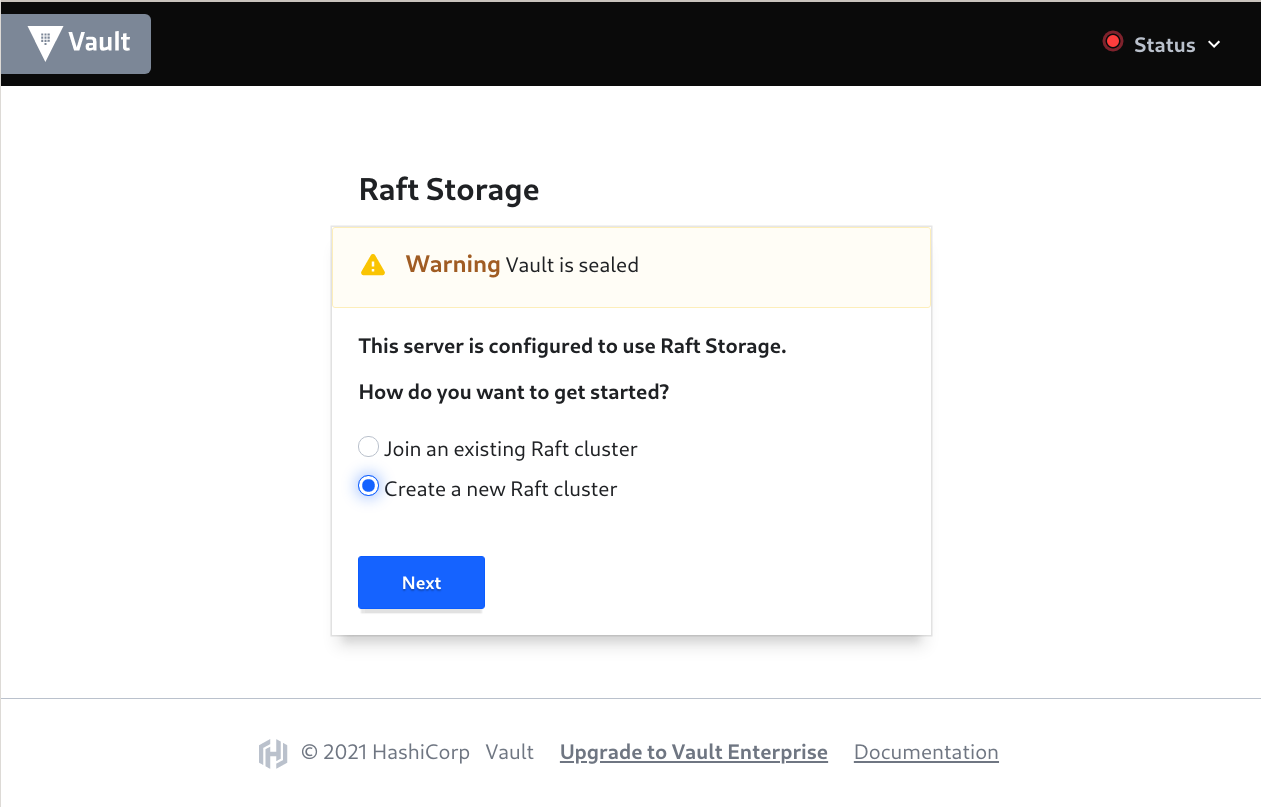 Vault
Status
Raft Storage
Warning Vault is sealed
This server is configured to use Raft Storage.
How do you want to get started?
Join an existing Raft cluster
Create a new Raft cluster
Next
© 2021 HashiCorp Vault Upgrade to Vault Enterprise Documentation